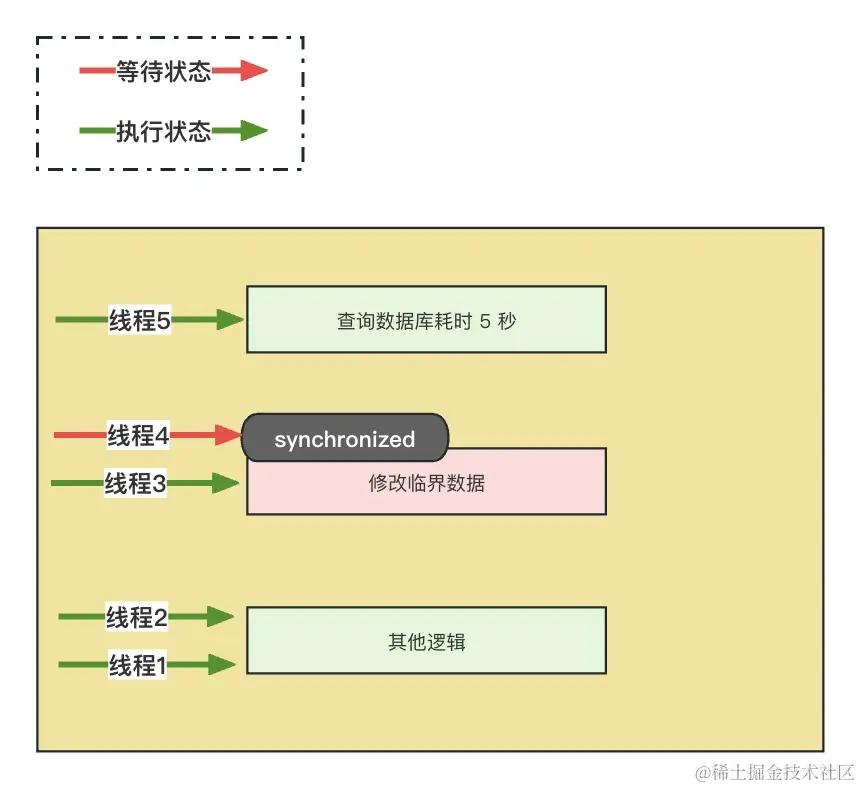 等待状态
执行状态
线程5
查询数据库耗时 5 秒
线程4
synchronized
线程3
修改临界数据
线程2
其他逻辑
线程1
@稀土掘金技术社区